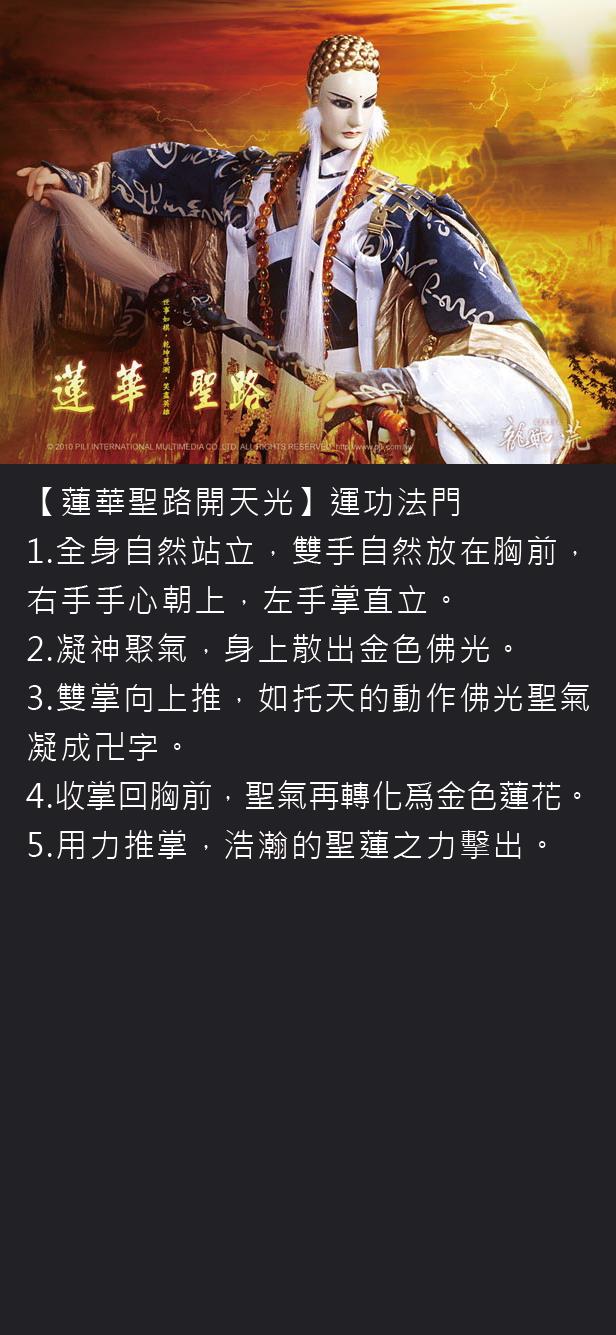 世事如棋,乾坤莫測,笑盡英雄
蓮華聖路
© 2010 PILI INTERNATIONAL MULTIMEDIA CO., LTD. ALL RIGHTS RESERVED. http://www.pili.com.tw
【蓮華聖路開天光】運功法門
1.全身自然站立，雙手自然放在胸前，
右手手心朝上，左手掌直立。
2.凝神聚氣，身上散出金色佛光。
3.雙掌向上推，如托天的動作佛光聖氣
凝成卍字。
4.收掌回胸前，聖氣再轉化爲金色蓮花。
5.用力推掌，浩瀚的聖蓮之力擊出。